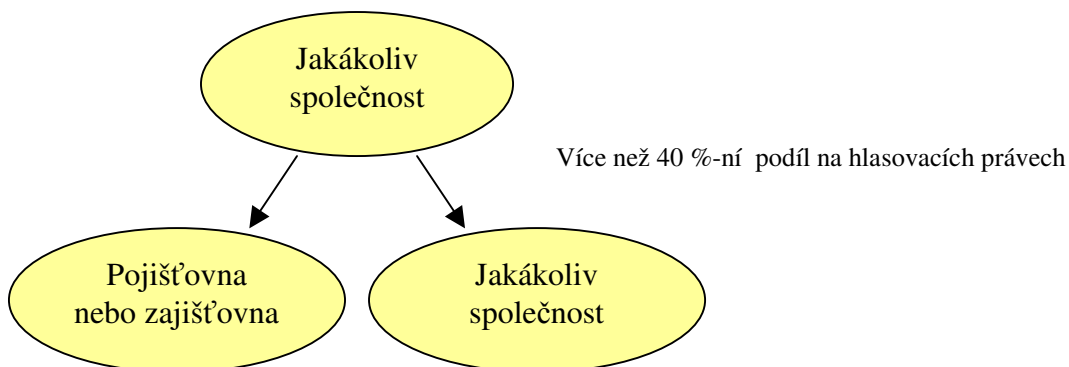 Jakákoliv
společnost
Více než 40 %-ní podíl na hlasovacích právech
Pojišťovna
nebo zajišťovna
Jakákoliv
společnost